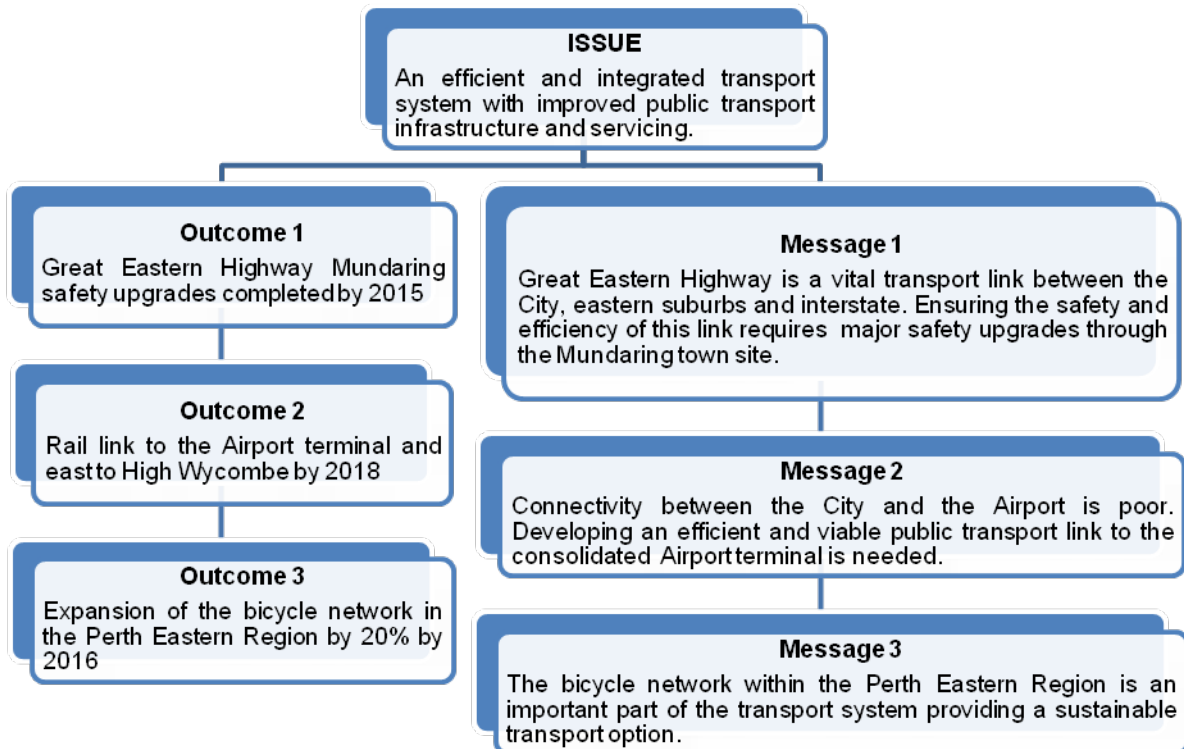 ISSUE
An efficient and integrated transport
system with improved public transport
infrastructure and servicing.
Outcome 1
Great Eastern Highway Mundaring
safety upgrades completed by 2015
Outcome 2
Rail link to the Airport terminal and
east to High Wycombe by 2018
Outcome 3
Expansion of the bicycle network in
the Perth Eastern Region by 20% by
2016
Message 1
Great Eastern Highway is a vital transport link between the
City, eastern suburbs and interstate. Ensuring the safety and
efficiency of this link requires major safety upgrades through
the Mundaring town site.
Message 2
Connectivity between the City and the Airport is poor.
Developing an efficient and viable public transport link to the
consolidated Airport terminal is needed.
Message 3
The bicycle network within the Perth Eastern Region is an
important part of the transport system providing a sustainable
transport option.